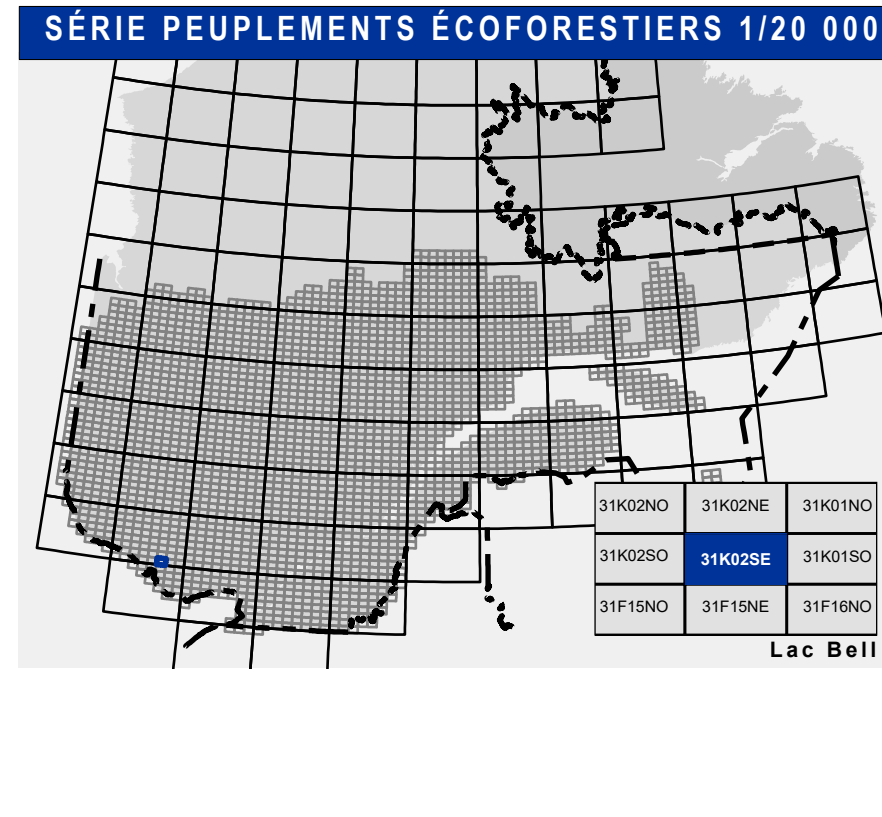 SÉRIE PEUPLEMENTS ÉCOFORESTIERS 1/20 000
31K02NO 31K02NE 31K01NO
31K02SO 31K02SE 31K01SO
31F15NO 31F15NE 31F16NO
Lac Bell